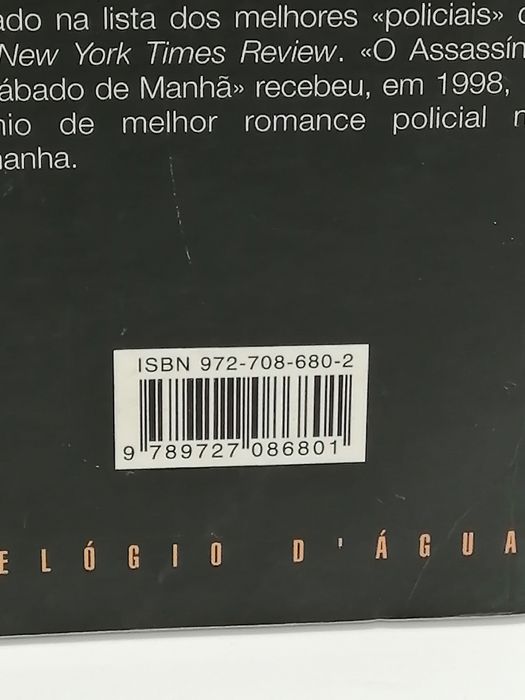 ado na lista dos melhores «policiais»
New York Times Review. «O Assassín
ábado de Manhã» recebeu, em 1998,
nio de melhor romance policial n
nanha.
ISBN 972-708-680-2
9 789727 086801
ELÓGIO D'ÁGUA